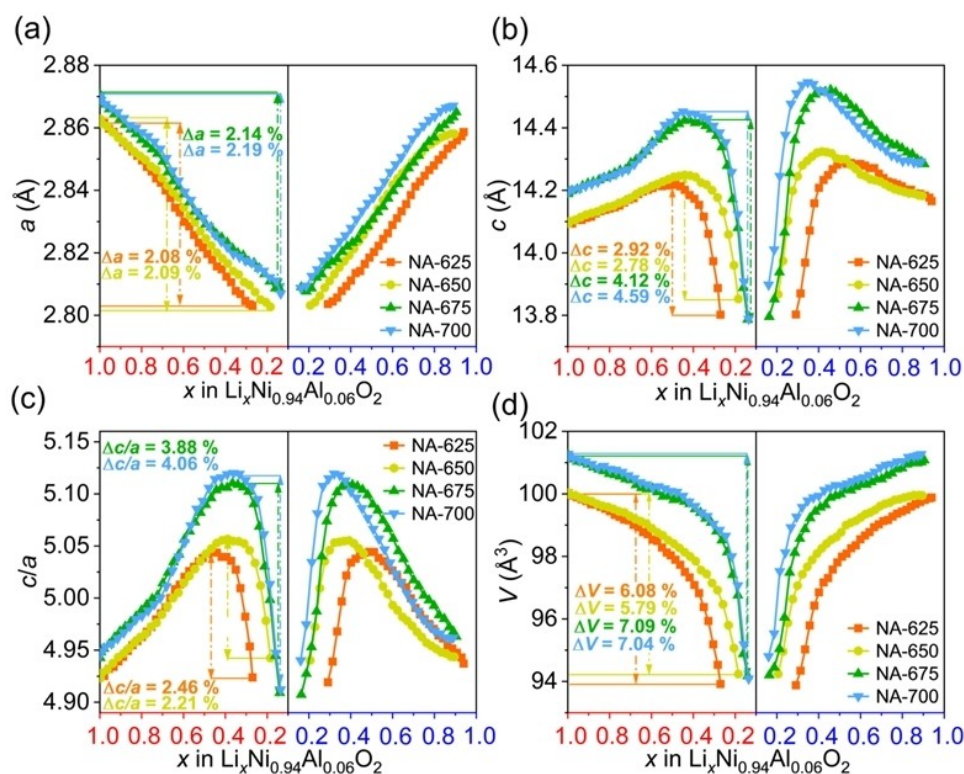 (a)
2.88
2.86
2.84
2.82
2.80
a (Å)
Δa = 2.14 %
Δa = 2.19 %
Δa = 2.08 %
Δa = 2.09 %
NA-625
NA-650
NA-675
NA-700
1.0 0.8 0.6 0.4 0.2 0.2 0.4 0.6 0.8 1.0
x in LixNi0.94Al0.06O2
(b)
14.6
14.4
14.2
14.0
13.8
c (Å)
Δc = 2.92 %
Δc = 2.78 %
Δc = 4.12 %
Δc = 4.59 %
NA-625
NA-650
NA-675
NA-700
1.0 0.8 0.6 0.4 0.2 0.2 0.4 0.6 0.8 1.0
x in LixNi0.94Al0.06O2
(c)
5.15
5.10
5.05
5.00
4.95
4.90
c/a
Δc/a = 3.88 %
Δc/a = 4.06 %
Δc/a = 2.46 %
Δc/a = 2.21 %
NA-625
NA-650
NA-675
NA-700
1.0 0.8 0.6 0.4 0.2 0.2 0.4 0.6 0.8 1.0
x in LixNi0.94Al0.06O2
(d)
102
100
98
96
94
V (Å³)
ΔV = 6.08 %
ΔV = 5.79 %
ΔV = 7.09 %
ΔV = 7.04 %
NA-625
NA-650
NA-675
NA-700
1.0 0.8 0.6 0.4 0.2 0.2 0.4 0.6 0.8 1.0
x in LixNi0.94Al0.06O2